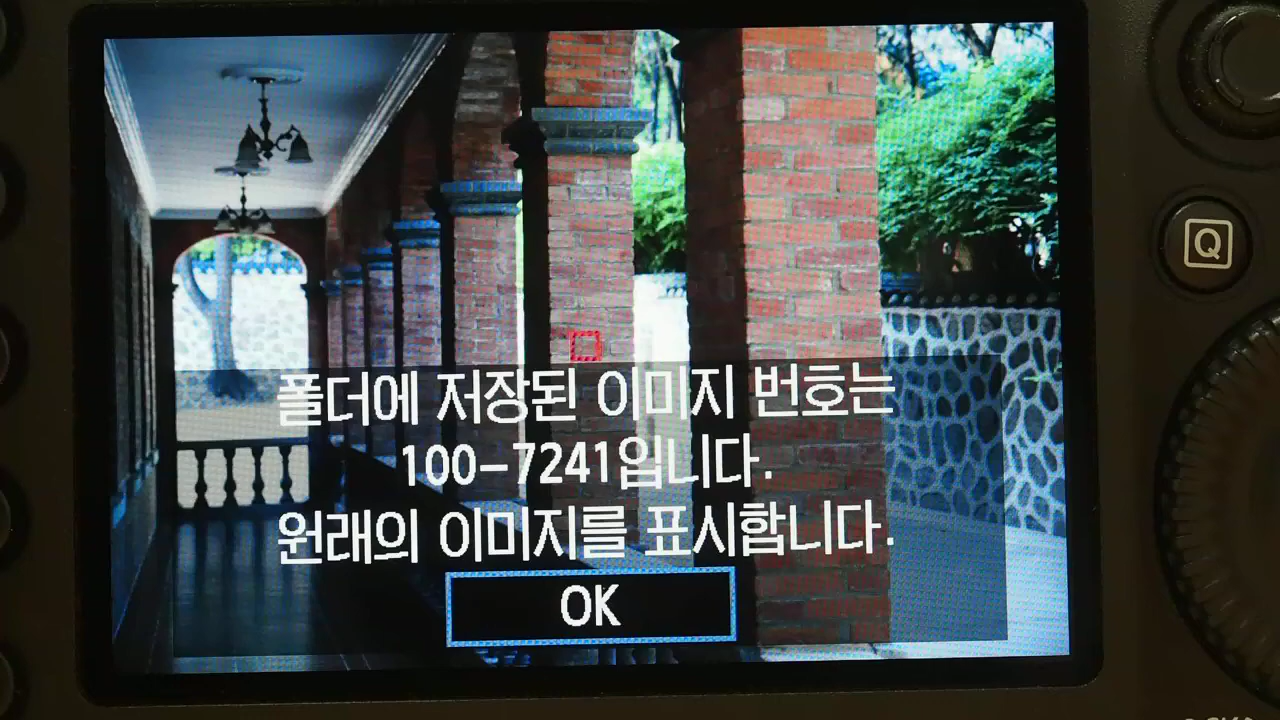 폴더에 저장된 이미지 번호는
100-7241입니다.
원래의 이미지를 표시합니다.
OK
Q